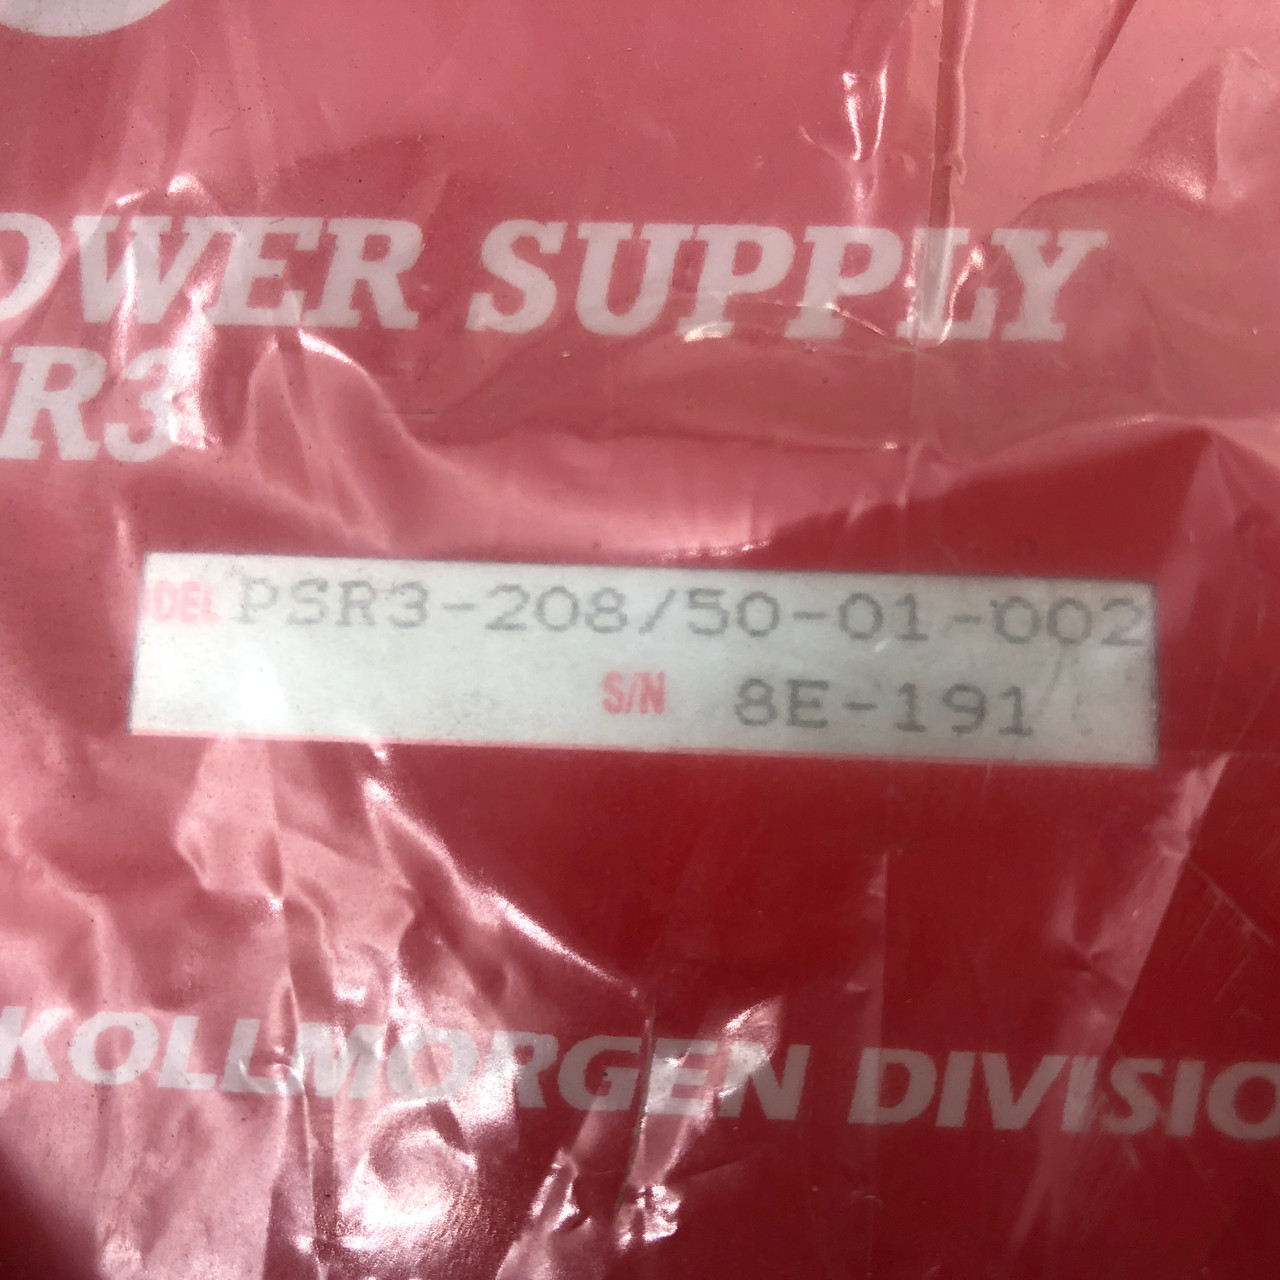 OWER SUPPLY
R3
DEL PSR3-208/50-01-002
S/N 8E-191
KOLLMORGEN DIVISIO